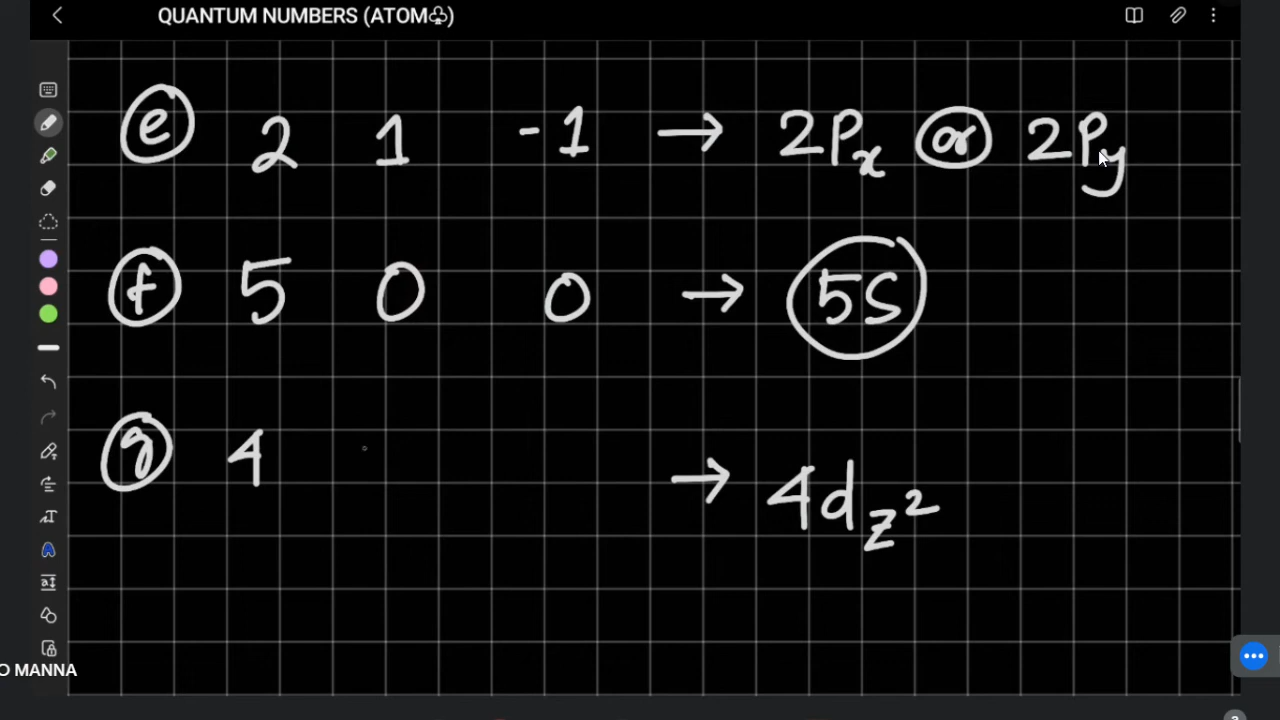 QUANTUM NUMBERS (ATOM♧)
e 2 1 -1 → 2Px or 2Py
f 5 0 0 → 5S
g 4 → 4dz²
O MANNA